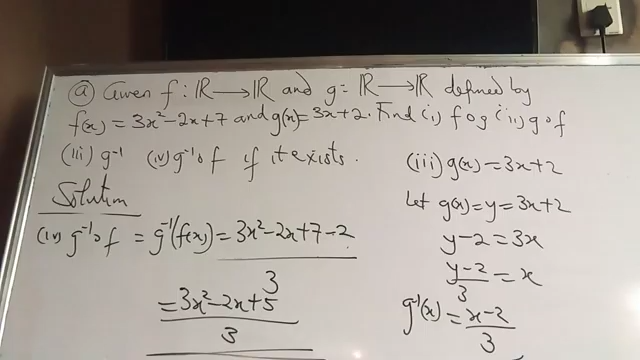 (a) Given f: ℝ → ℝ and g: ℝ → ℝ defined by
f(x) = 3x² - 2x + 7 and g(x) = 3x + 2. Find (i) f o g (ii) g o f
(iii) g⁻¹ (iv) g⁻¹ o f if it exists.
Solution
(iv) g⁻¹ o f = g⁻¹(f(x)) = (3x² - 2x + 7 - 2)/3
= (3x² - 2x + 5)/3
(iii) g(x) = 3x + 2
Let g(x) = y = 3x + 2
y - 2 = 3x
(y - 2)/3 = x
g⁻¹(x) = (x - 2)/3